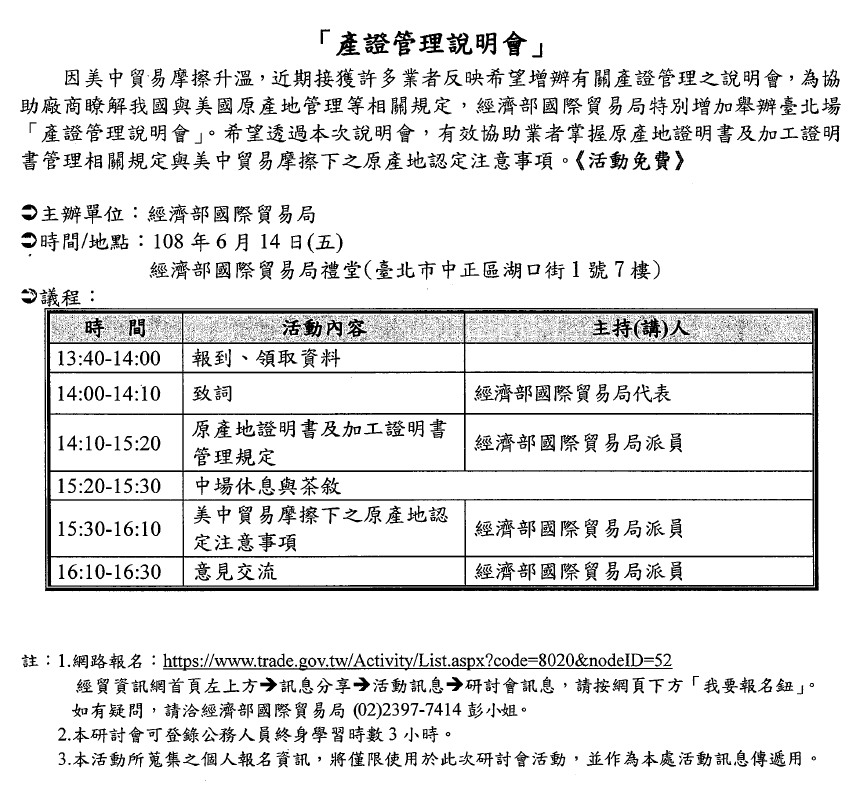 「產證管理說明會」
因美中貿易摩擦升溫，近期接獲許多業者反映希望增辦有關產證管理之說明會，為協
助廠商瞭解我國與美國原產地管理等相關規定，經濟部國際貿易局特別增加舉辦臺北場
「產證管理說明會」。希望透過本次說明會，有效協助業者掌握原產地證明書及加工證明
書管理相關規定與美中貿易摩擦下之原產地認定注意事項。《活動免費》
➲主辦單位：經濟部國際貿易局
➲時間/地點：108 年 6 月 14 日(五)
經濟部國際貿易局禮堂(臺北市中正區湖口街 1 號 7 樓)
➲議程：
時 間 活動內容 主持(講)人
13:40-14:00 報到、領取資料
14:00-14:10 致詞 經濟部國際貿易局代表
14:10-15:20 原產地證明書及加工證明書
管理規定 經濟部國際貿易局派員
15:20-15:30 中場休息與茶敘
15:30-16:10 美中貿易摩擦下之原產地認
定注意事項 經濟部國際貿易局派員
16:10-16:30 意見交流 經濟部國際貿易局派員
註：1.網路報名：https://www.trade.gov.tw/Activity/List.aspx?code=8020&nodeID=52
經貿資訊網首頁左上方➔訊息分享➔活動訊息➔研討會訊息，請按網頁下方「我要報名鈕」。
如有疑問，請洽經濟部國際貿易局 (02)2397-7414 彭小姐。
2.本研討會可登錄公務人員終身學習時數 3 小時。
3.本活動所蒐集之個人報名資訊，將僅限使用於此次研討會活動，並作為本處活動訊息傳遞用。